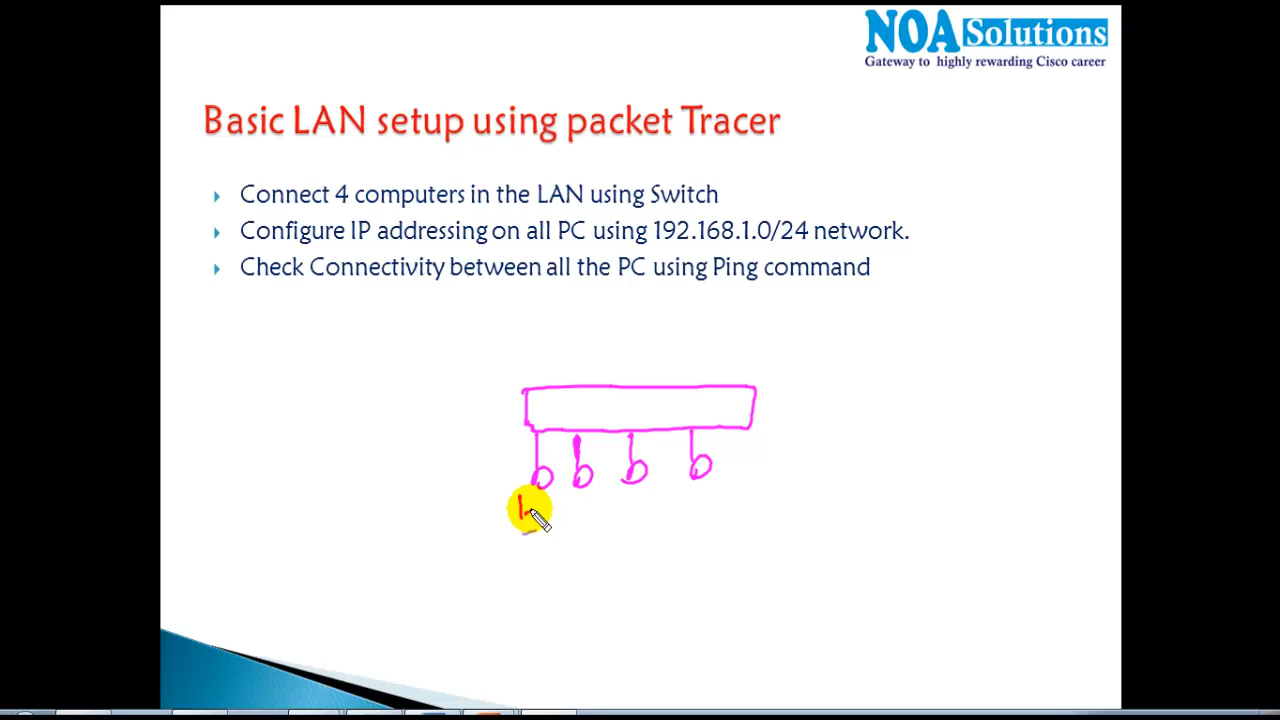 NOA Solutions
Gateway to highly rewarding Cisco career
Basic LAN setup using packet Tracer
Connect 4 computers in the LAN using Switch
Configure IP addressing on all PC using 192.168.1.0/24 network.
Check Connectivity between all the PC using Ping command